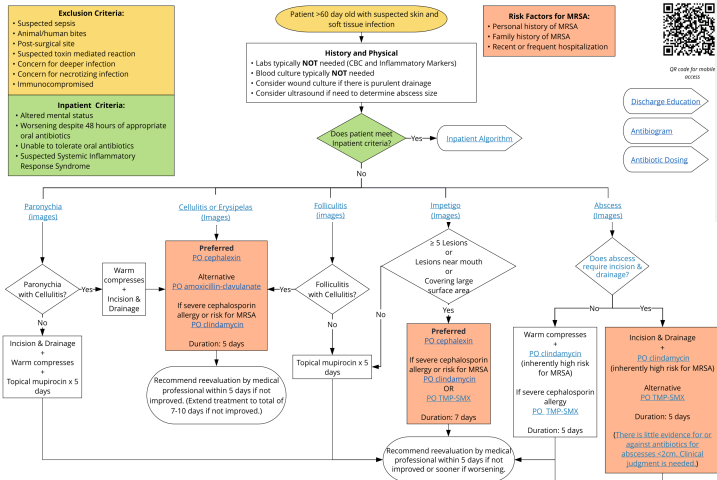 Exclusion Criteria:
• Suspected sepsis
• Animal/human bites
• Post-surgical site
• Suspected toxin mediated reaction
• Concern for deeper infection
• Concern for necrotizing infection
• Immunocompromised
Inpatient Criteria:
• Altered mental status
• Worsening despite 48 hours of appropriate
oral antibiotics
• Unable to tolerate oral antibiotics
• Suspected Systemic Inflammatory
Response Syndrome
Patient >60 day old with suspected skin and
soft tissue infection
History and Physical
• Labs typically NOT needed (CBC and Inflammatory Markers)
• Blood culture typically NOT needed
• Consider wound culture if there is purulent drainage
• Consider ultrasound if need to determine abscess size
Risk Factors for MRSA:
• Personal history of MRSA
• Family history of MRSA
• Recent or frequent hospitalization
QR code for mobile
access
Discharge Education
Antibiogram
Antibiotic Dosing
Does patient meet
Inpatient criteria?
Yes
Inpatient Algorithm
No
Paronychia
(images)
Cellulitis or Erysipelas
(Images)
Folliculitis
(images)
Impetigo
(Images)
Abscess
(Images)
Paronychia
with Cellulitis?
Yes
Warm
compresses
+
Incision &
Drainage
No
Incision & Drainage
+
Warm compresses
+
Topical mupirocin x 5
days
Preferred
PO cephalexin
Alternative
PO amoxicillin-davulanate
If severe cephalosporin
allergy or risk for MRSA
PO clindamycin
Duration: 5 days
Recommend reevaluation by medical
professional within 5 days if not
improved. (Extend treatment to total of
7-10 days if not improved.)
Yes
Folliculitis
with Cellulitis?
No
Topical mupirocin x 5
days
≥ 5 Lesions
or
Lesions near mouth
or
Covering large
surface area
No
Yes
Preferred
PO cephalexin
If severe cephalosporin
allergy or risk for MRSA
PO clindamycin
OR
PO TMP-SMX
Duration: 7 days
Recommend reevaluation by medical
professional within 5 days if not
improved or sooner if worsening.
Does abscess
require incision &
drainage?
No
Yes
Warm compresses
+
PO clindamycin
(inherently high risk
for MRSA)
If severe cephalosporin
allergy
PO TMP-SMX
Duration: 5 days
Incision & Drainage
+
PO clindamycin
(inherently high risk for MRSA)
Alternative
PO TMP-SMX
Duration: 5 days
(There is little evidence for or
against antibiotics for
abscesses <2cm. Clinical
judgment is needed.)